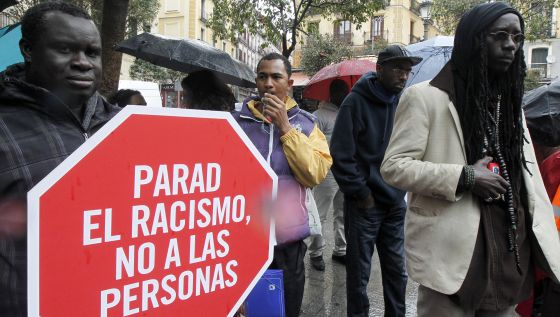 PARAD
EL RACISMO,
NO A LAS
PERSONAS